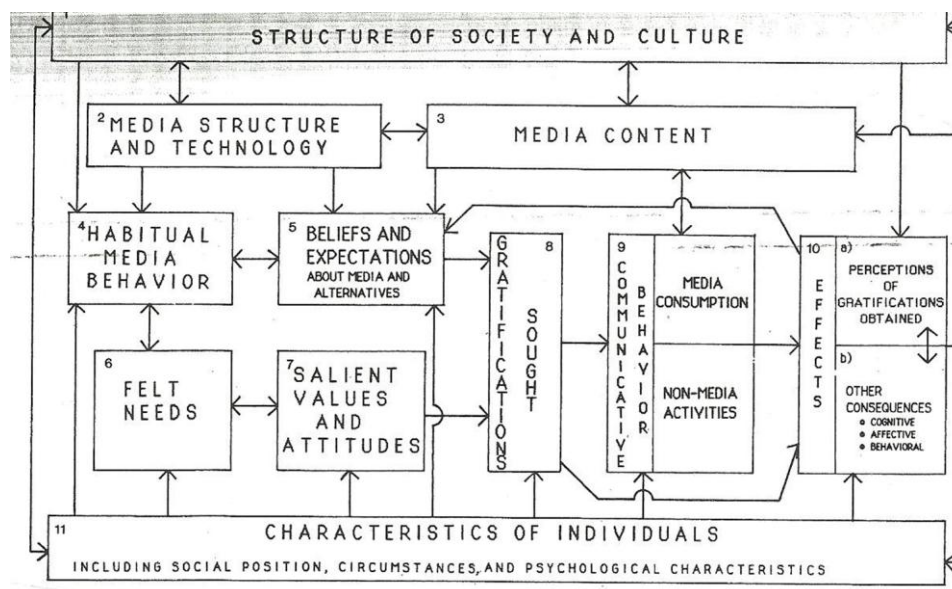 STRUCTURE OF SOCIETY AND CULTURE
2 MEDIA STRUCTURE
AND TECHNOLOGY
3 MEDIA CONTENT
4 HABITUAL
MEDIA
BEHAVIOR
5 BELIEFS AND
EXPECTATIONS
ABOUT MEDIA AND
ALTERNATIVES
6
FELT
NEEDS
7 SALIENT
VALUES
AND
ATTITUDES
8
GRATIFICATIONS
SOUGHT
9
COMMUNICATIVE
BEHAVIOR
MEDIA
CONSUMPTION
NON-MEDIA
ACTIVITIES
10
EFFECTS
a)
PERCEPTIONS
OF
GRATIFICATIONS
OBTAINED
b)
OTHER
CONSEQUENCES
• COGNITIVE
• AFFECTIVE
• BEHAVIORAL
11 CHARACTERISTICS OF INDIVIDUALS
INCLUDING SOCIAL POSITION, CIRCUMSTANCES, AND PSYCHOLOGICAL CHARACTERISTICS